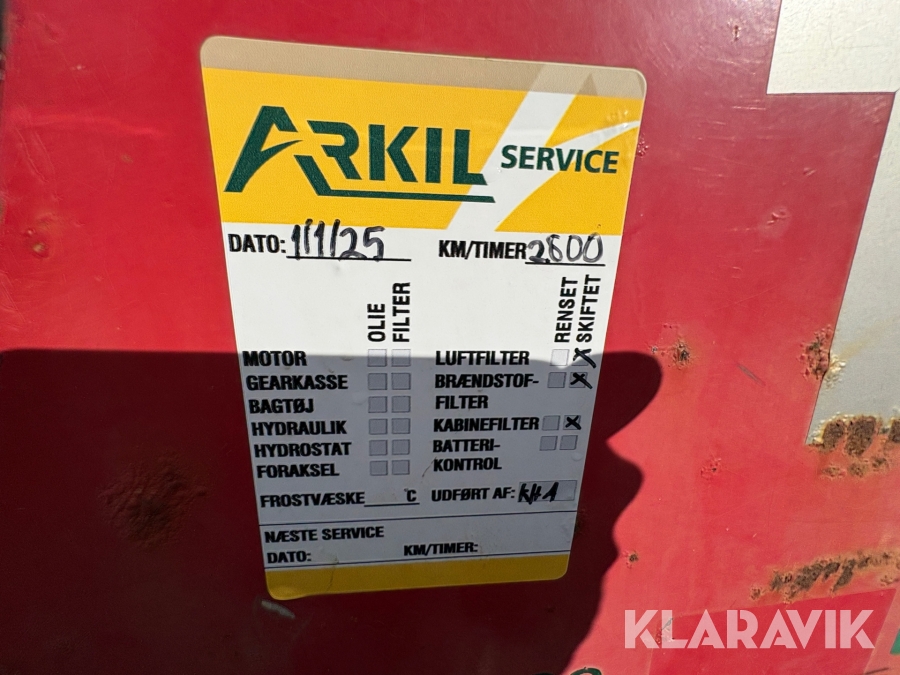 ARKIL SERVICE
DATO: 1/1/25 KM/TIMER 2800
OLIE FILTER RENSET SKIFTET
MOTOR LUFTFILTER
GEARKASSE BRÆNDSTOF-
BAGTØJ FILTER
HYDRAULIK KABINEFILTER
HYDROSTAT BATTERI-
FORAKSEL KONTROL
FROSTVÆSKE C UDFØRT AF:
NÆSTE SERVICE
DATO: KM/TIMER:
KLARAVIK